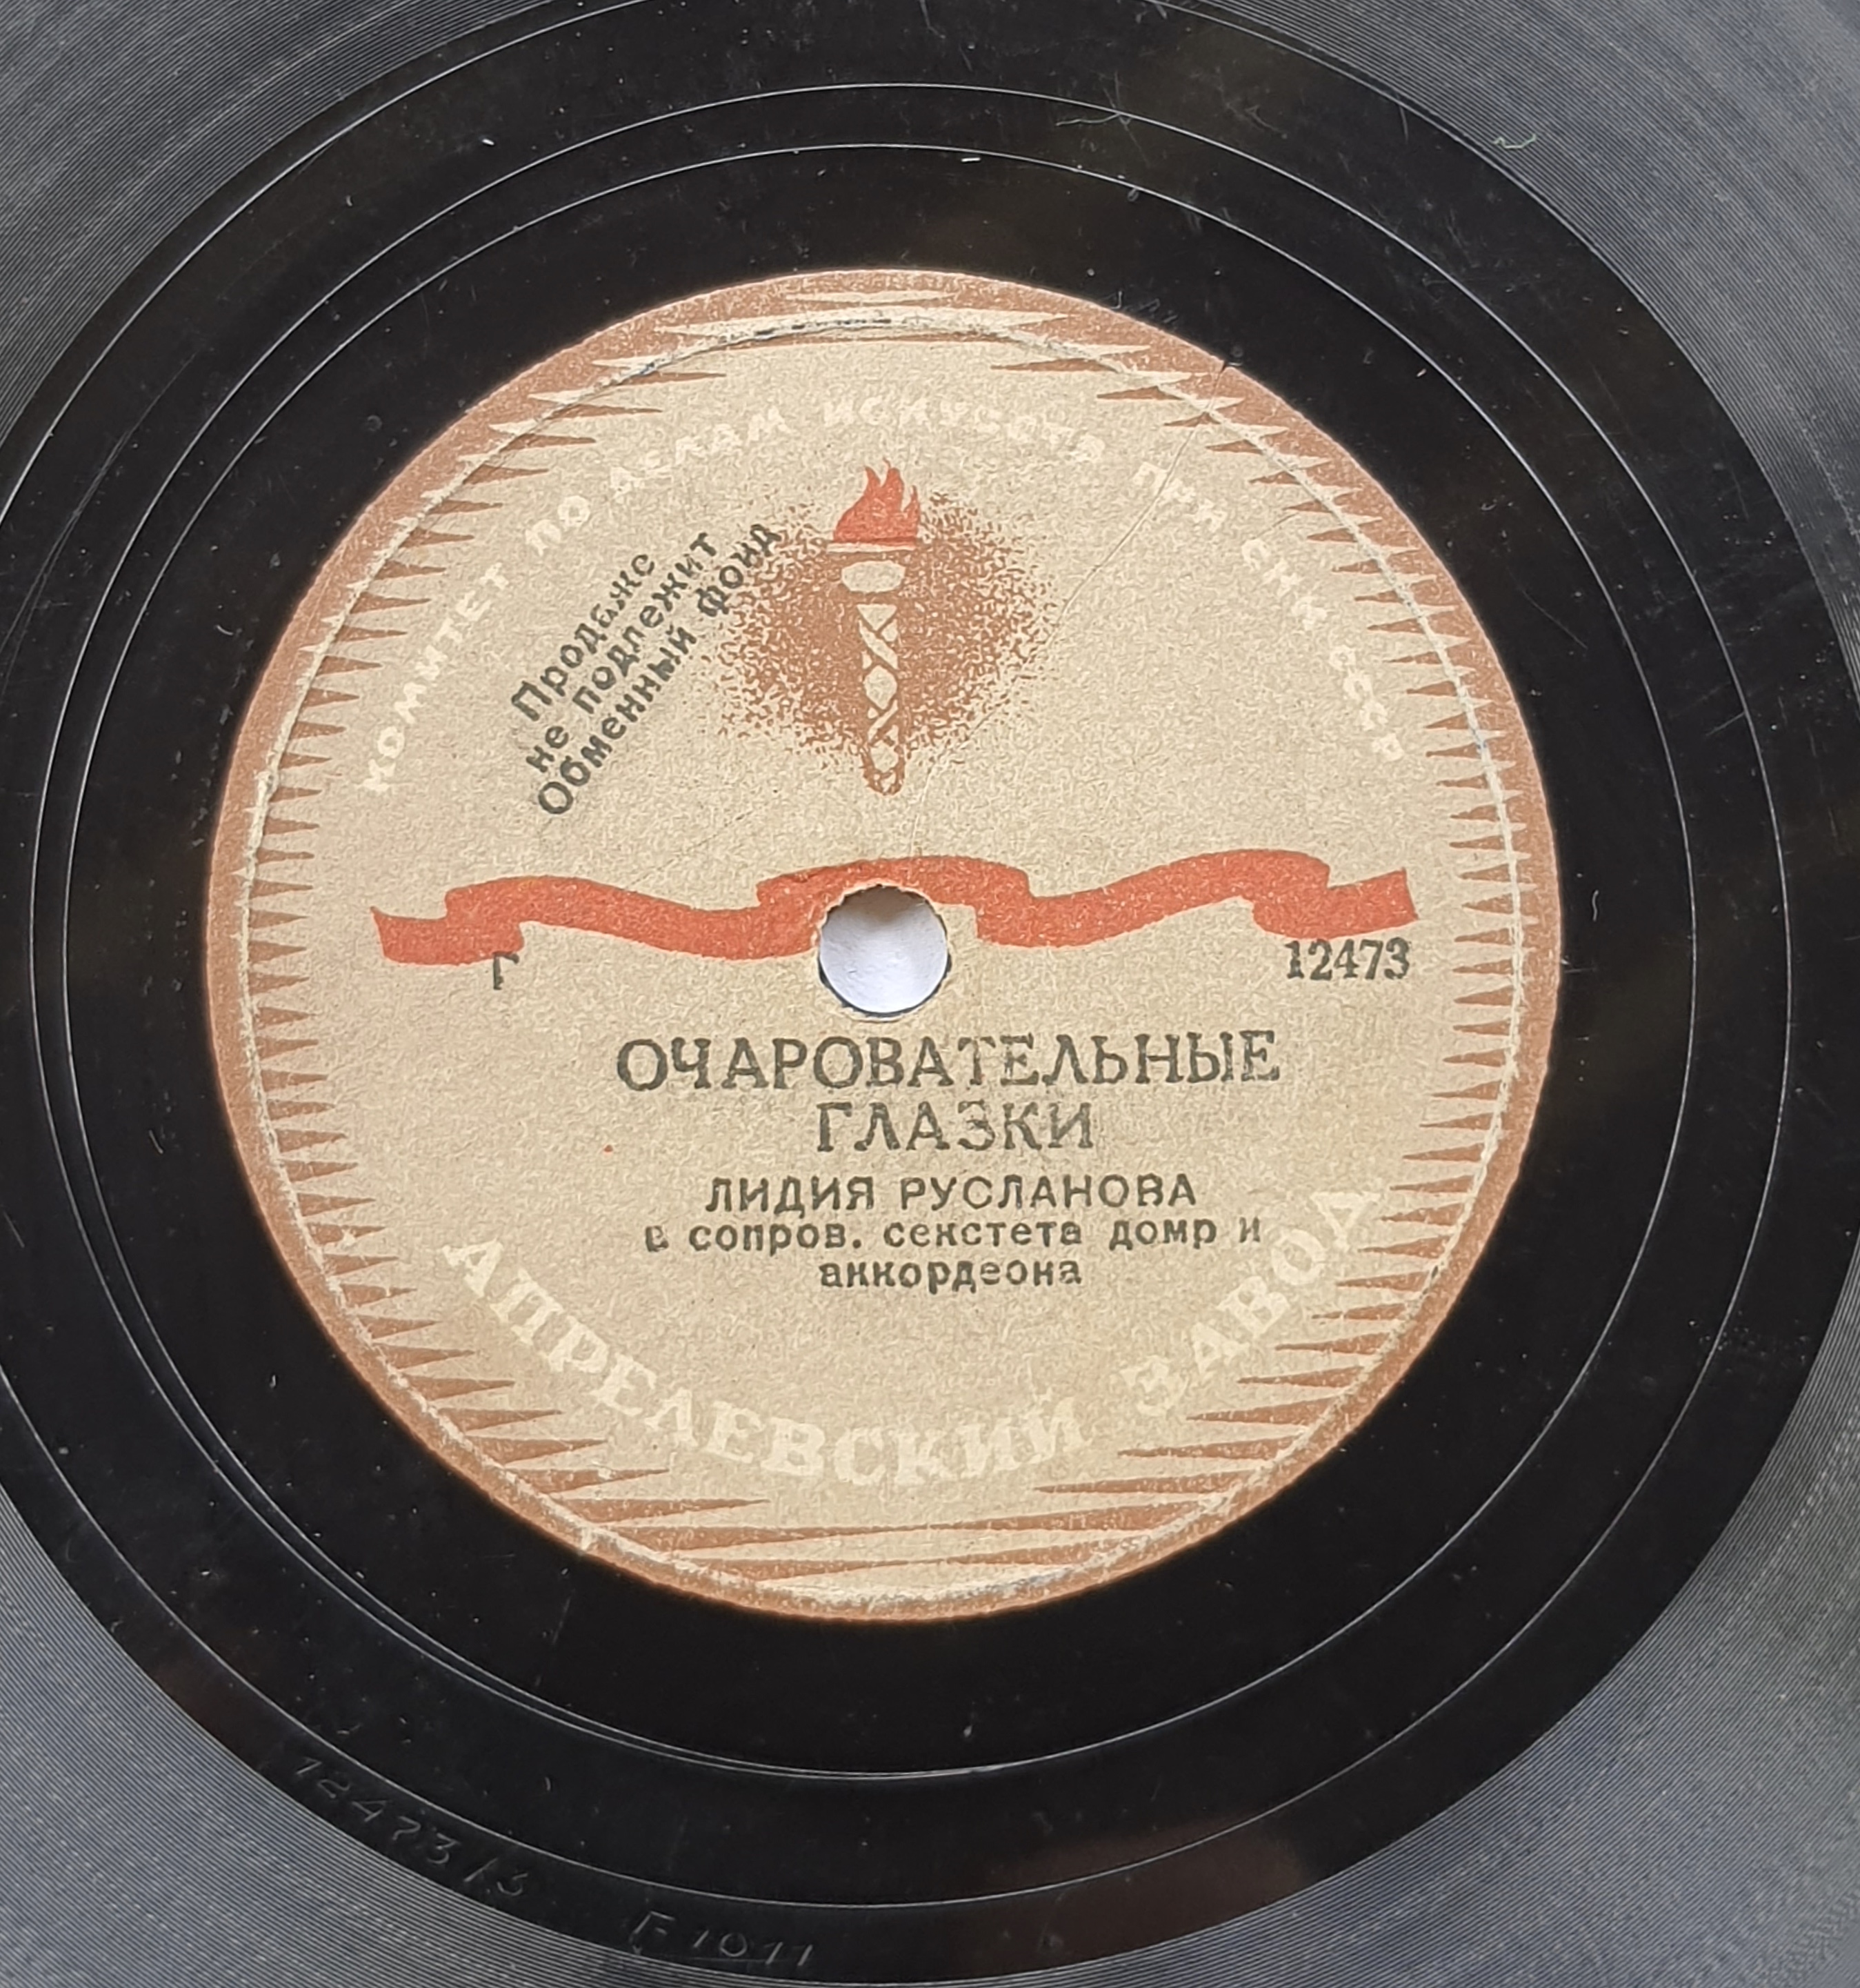 КОМИТЕТ ПО ДЕЛАМ ИСКУССТВ ПРИ СНК СССР
Продаже
не подлежит
Обменный фонд
Г
12473
ОЧАРОВАТЕЛЬНЫЕ
ГЛАЗКИ
ЛИДИЯ РУСЛАНОВА
в сопров. секстета домр и
аккордеона
АПРЕЛЕВСКИЙ ЗАВОД
12473/3
Г 1011